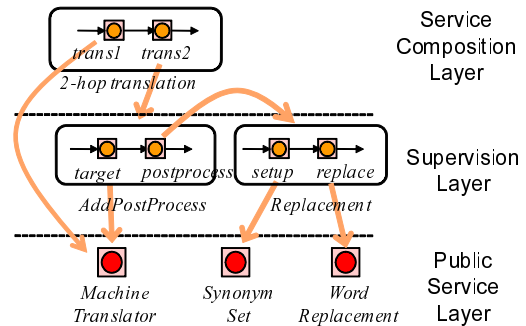 Service
Composition
Layer
trans1 trans2
2-hop translation
Supervision
Layer
target postprocess
setup replace
AddPostProcess
Replacement
Public
Service
Layer
Machine
Translator
Synonym
Set
Word
Replacement